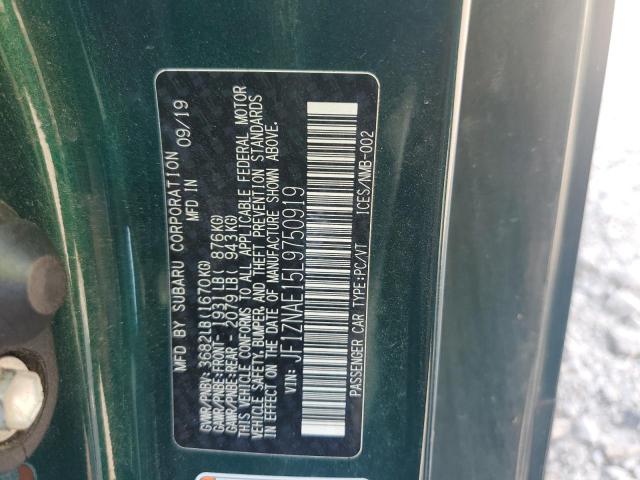 MFD BY SUBARU CORPORATION 09/19
MFD IN
GVWR/PNBV- 3682LB(1670KG)
GAWR/PNBE-FRONT- 1931LB( 876KG)
GAWR/PNBE-REAR - 2079LB( 943KG)
THIS VEHICLE CONFORMS TO ALL APPLICABLE FEDERAL MOTOR
VEHICLE SAFETY, BUMPER, AND THEFT PREVENTION STANDARDS
IN EFFECT ON THE DATE OF MANUFACTURE SHOWN ABOVE.
VIN: JF1ZNAE15L9750919
PASSENGER CAR TYPE:PC/VT ICES/NMB-002